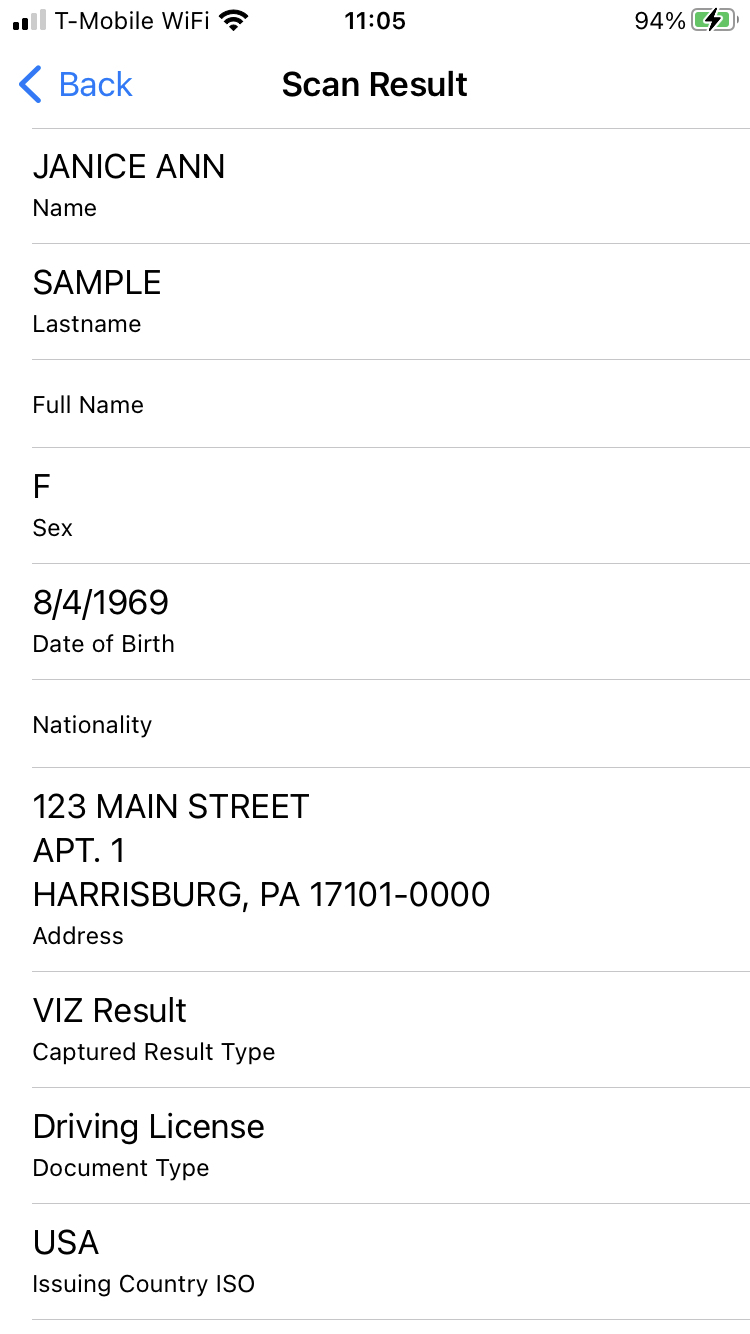 T-Mobile WiFi 11:05 94%
Back Scan Result
JANICE ANN
Name
SAMPLE
Lastname
Full Name
F
Sex
8/4/1969
Date of Birth
Nationality
123 MAIN STREET
APT. 1
HARRISBURG, PA 17101-0000
Address
VIZ Result
Captured Result Type
Driving License
Document Type
USA
Issuing Country ISO